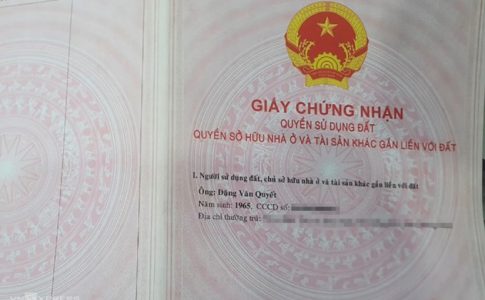 GIẤY CHỨNG NHẬN
QUYỀN SỬ DỤNG ĐẤT
QUYỀN SỞ HỮU NHÀ Ở VÀ TÀI SẢN KHÁC GẮN LIỀN VỚI ĐẤT
I. Người sử dụng đất, chủ sở hữu nhà ở và tài sản khác gắn liền với đất
Ông: Đặng Văn Quyết
Năm sinh: 1965, CCCD số:
Địa chỉ thường trú: